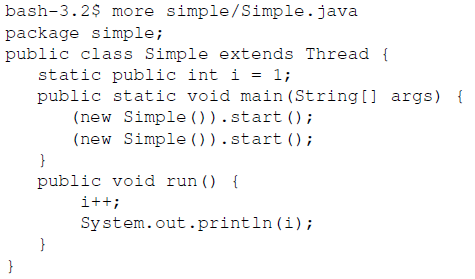 bash-3.2$ more simple/Simple.java
package simple;
public class Simple extends Thread {
   static public int i = 1;
   public static void main(String[] args) {
      (new Simple()).start();
      (new Simple()).start();
   }
   public void run() {
       i++;
       System.out.println(i);
   }
}